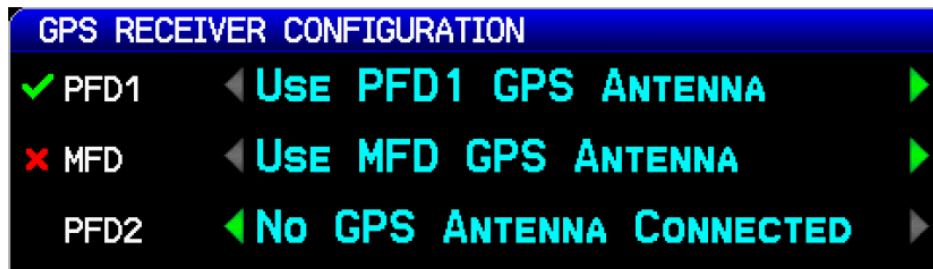 GPS RECEIVER CONFIGURATION
PFD1 USE PFD1 GPS ANTENNA
MFD USE MFD GPS ANTENNA
PFD2 NO GPS ANTENNA CONNECTED